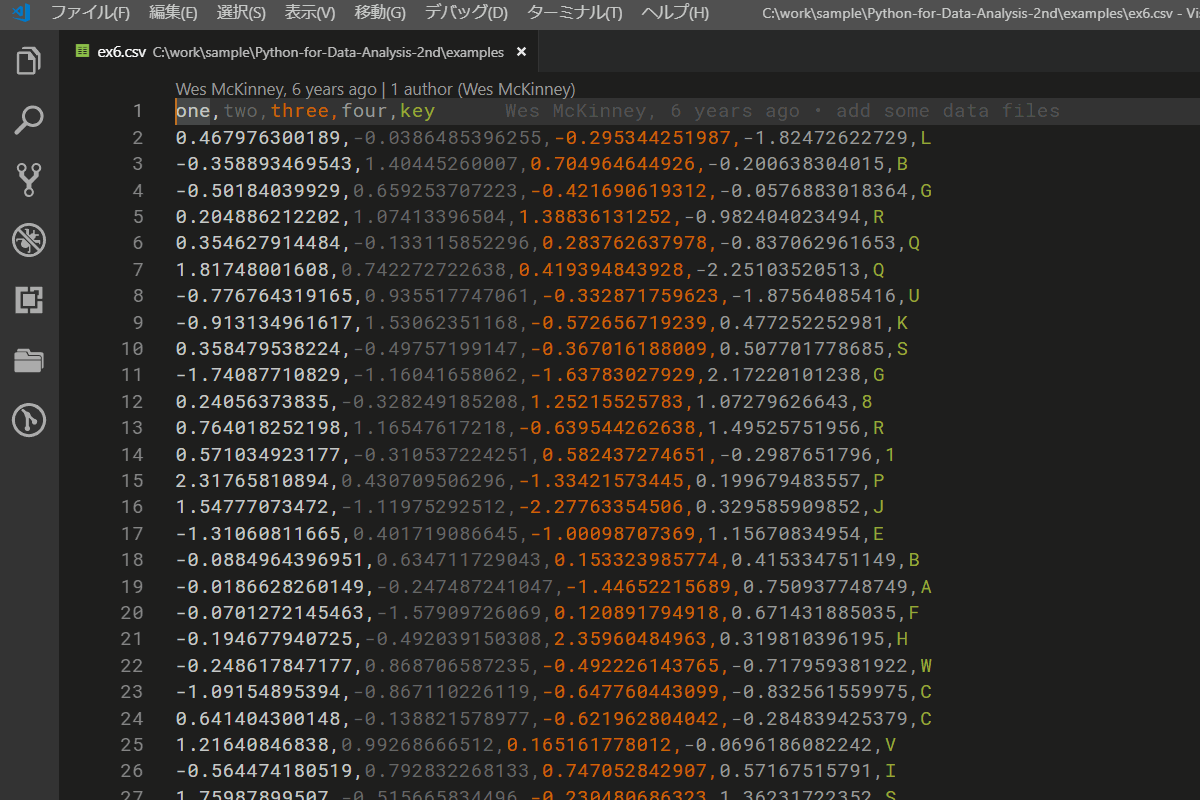 ファイル(F) 編集(E) 選択(S) 表示(V) 移動(G) デバッグ(D) ターミナル(T) ヘルプ(H) C:\work\sample\Python-for-Data-Analysis-2nd\examples\ex6.csv - Vis
ex6.csv C:\work\sample\Python-for-Data-Analysis-2nd\examples ×
Wes McKinney, 6 years ago | 1 author (Wes McKinney)
1 one,two,three,four,key Wes McKinney, 6 years ago • add some data files
2 0.467976300189,-0.0386485396255,-0.295344251987,-1.82472622729,L
3 -0.358893469543,1.40445260007,0.704964644926,-0.200638304015,B
4 -0.50184039929,0.659253707223,-0.421690619312,-0.0576883018364,G
5 0.204886212202,1.07413396504,1.38836131252,-0.982404023494,R
6 0.354627914484,-0.133115852296,0.283762637978,-0.837062961653,Q
7 1.81748001608,0.742272722638,0.419394843928,-2.25103520513,Q
8 -0.776764319165,0.935517747061,-0.332871759623,-1.87564085416,U
9 -0.913134961617,1.53062351168,-0.572656719239,0.477252252981,K
10 0.358479538224,-0.49757199147,-0.367016188009,0.507701778685,S
11 -1.74087710829,-1.16041658062,-1.63783027929,2.17220101238,G
12 0.24056373835,-0.328249185208,1.25215525783,1.07279626643,8
13 0.764018252198,1.16547617218,-0.639544262638,1.49525751956,R
14 0.571034923177,-0.310537224251,0.582437274651,-0.2987651796,1
15 2.31765810894,0.430709506296,-1.33421573445,0.199679483557,P
16 1.54777073472,-1.11975292512,-2.27763354506,0.329585909852,J
17 -1.31060811665,0.401719086645,-1.00098707369,1.15670834954,E
18 -0.0884964396951,0.634711729043,0.153323985774,0.415334751149,B
19 -0.0186628260149,-0.247487241047,-1.44652215689,0.750937748749,A
20 -0.0701272145463,-1.57909726069,0.120891794918,0.671431885035,F
21 -0.194677940725,-0.492039150308,2.35960484963,0.319810396195,H
22 -0.248617847177,0.868706587235,-0.492226143765,-0.717959381922,W
23 -1.09154895394,-0.867110226119,-0.647760443099,-0.832561559975,C
24 0.641404300148,-0.138821578977,-0.621962804042,-0.284839425379,C
25 1.21640846838,0.99268666512,0.165161778012,-0.0696186082242,V
26 -0.564474180519,0.792832268133,0.747052842907,0.57167515791,I
27 1.75987899507,-0.515665834496,-0.230480686323,1.36231722352,S